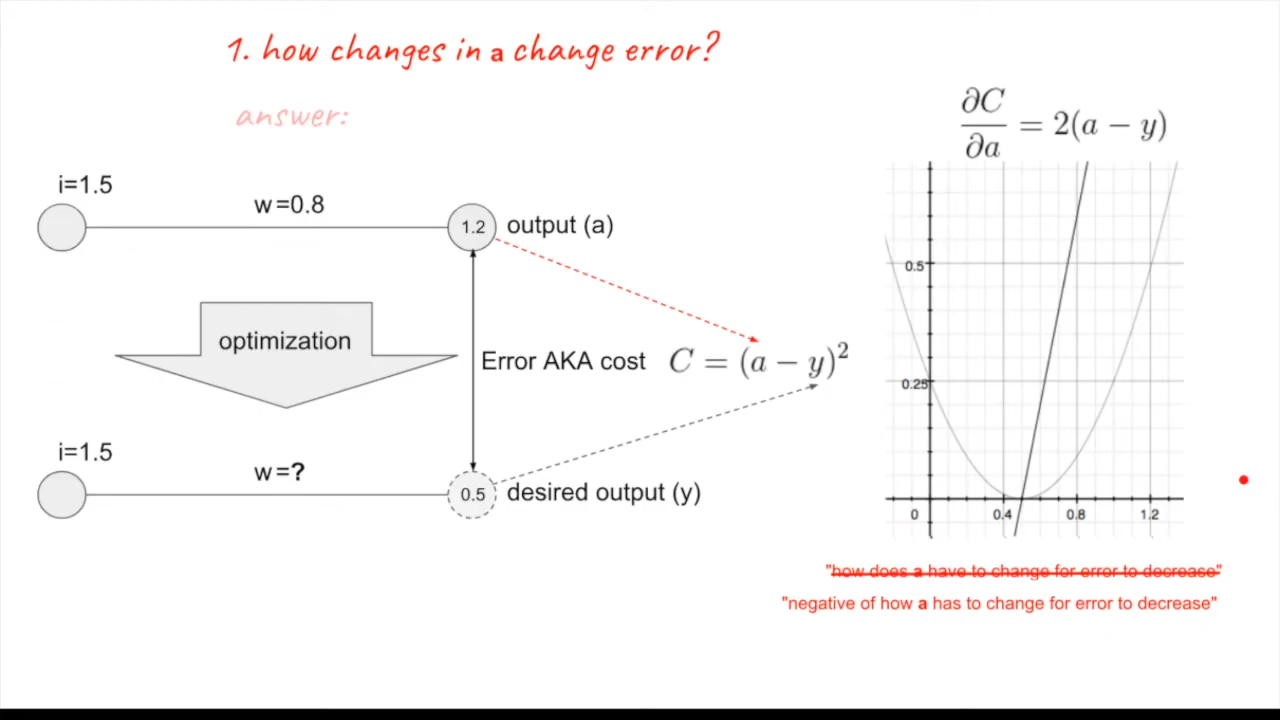 1. how changes in a change error?
answer:
∂C/∂a = 2(a − y)
i=1.5
w=0.8
1.2
output (a)
optimization
Error AKA cost
C = (a − y)²
i=1.5
w=?
0.5
desired output (y)
0.5
0.25
0
0.4
0.8
1.2
"how does a have to change for error to decrease"
"negative of how a has to change for error to decrease"